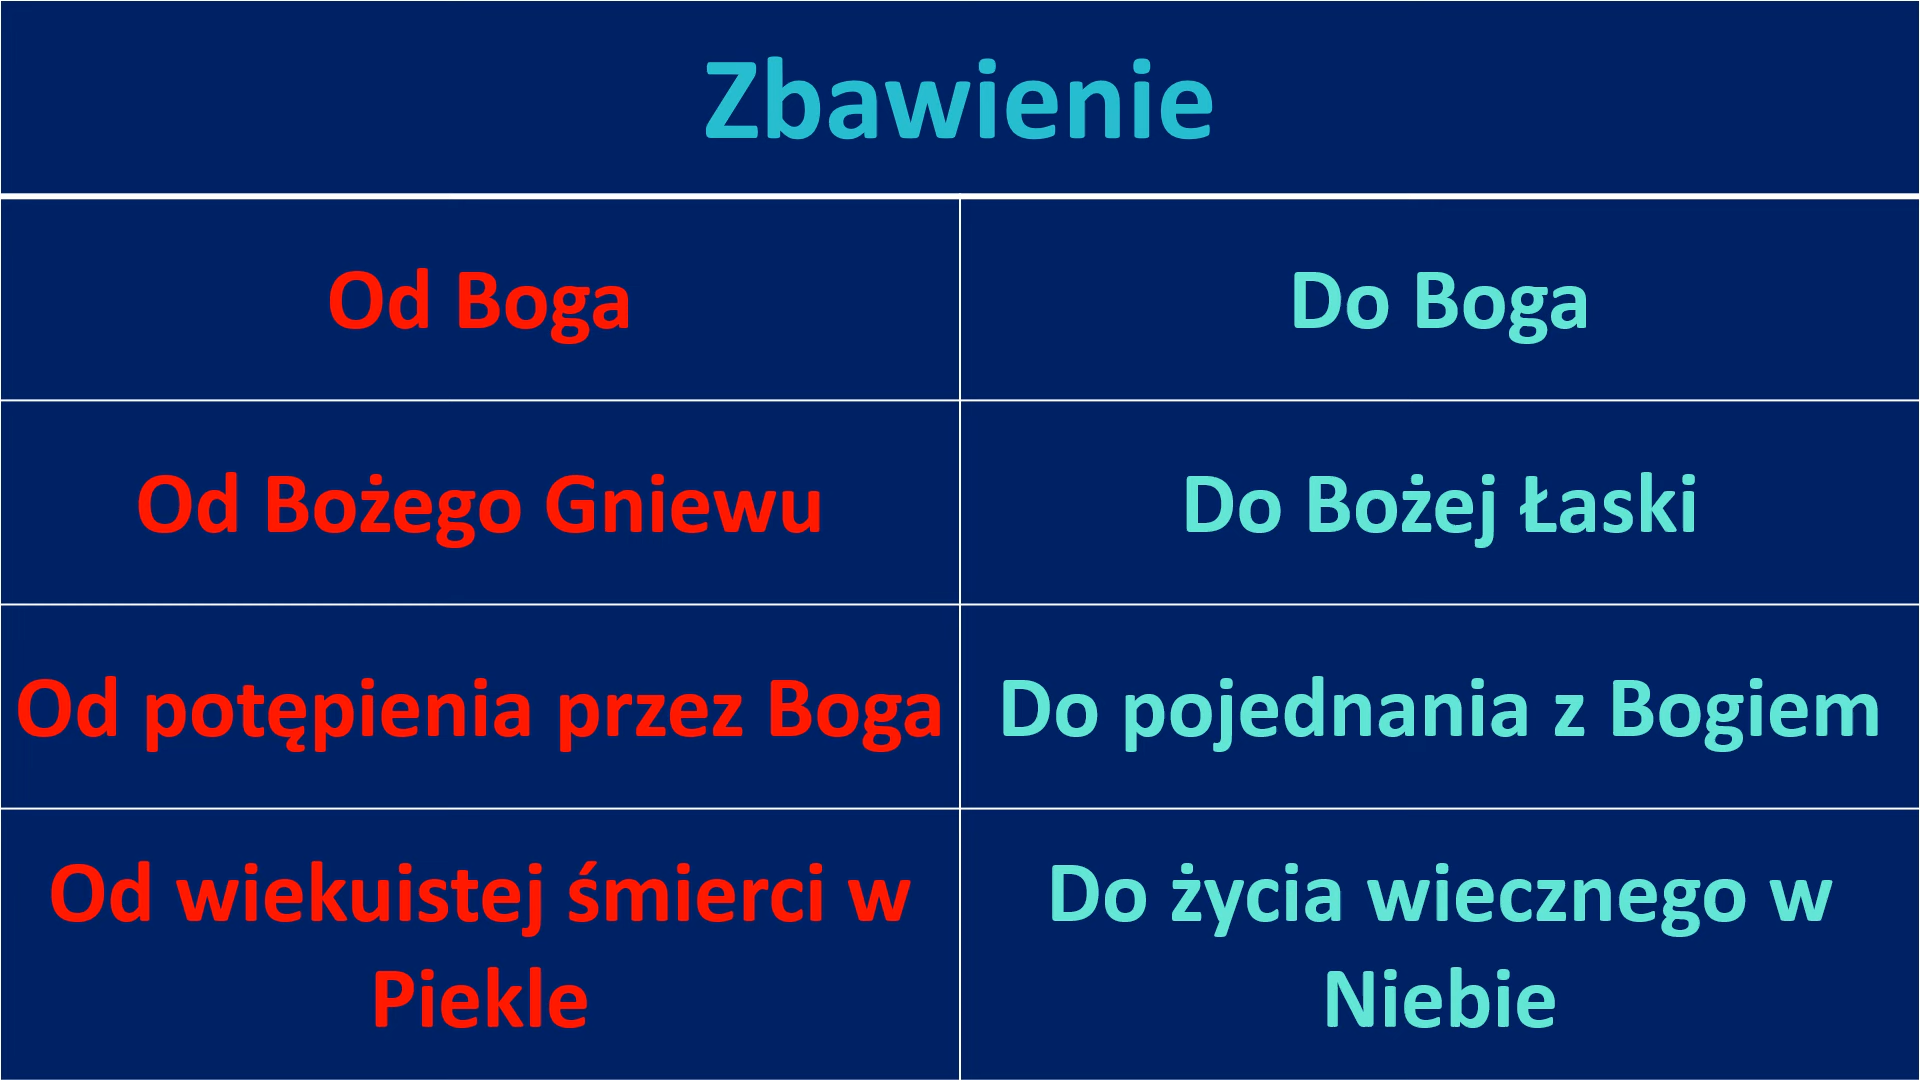 Zbawienie
Od Boga
Do Boga
Od Bożego Gniewu
Do Bożej Łaski
Od potępienia przez Boga
Do pojednania z Bogiem
Od wiekuistej śmierci w
Piekle
Do życia wiecznego w
Niebie